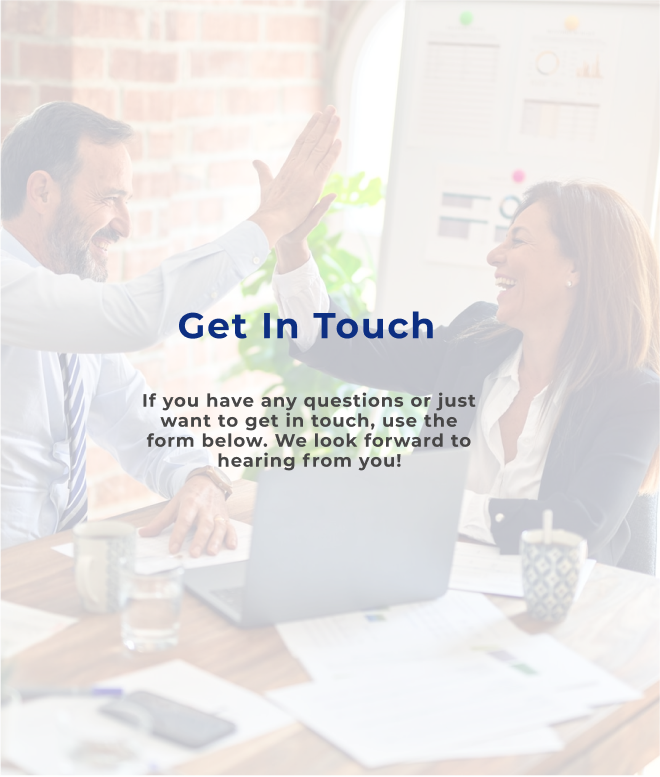 Get In Touch
If you have any questions or just
want to get in touch, use the
form below. We look forward to
hearing from you!